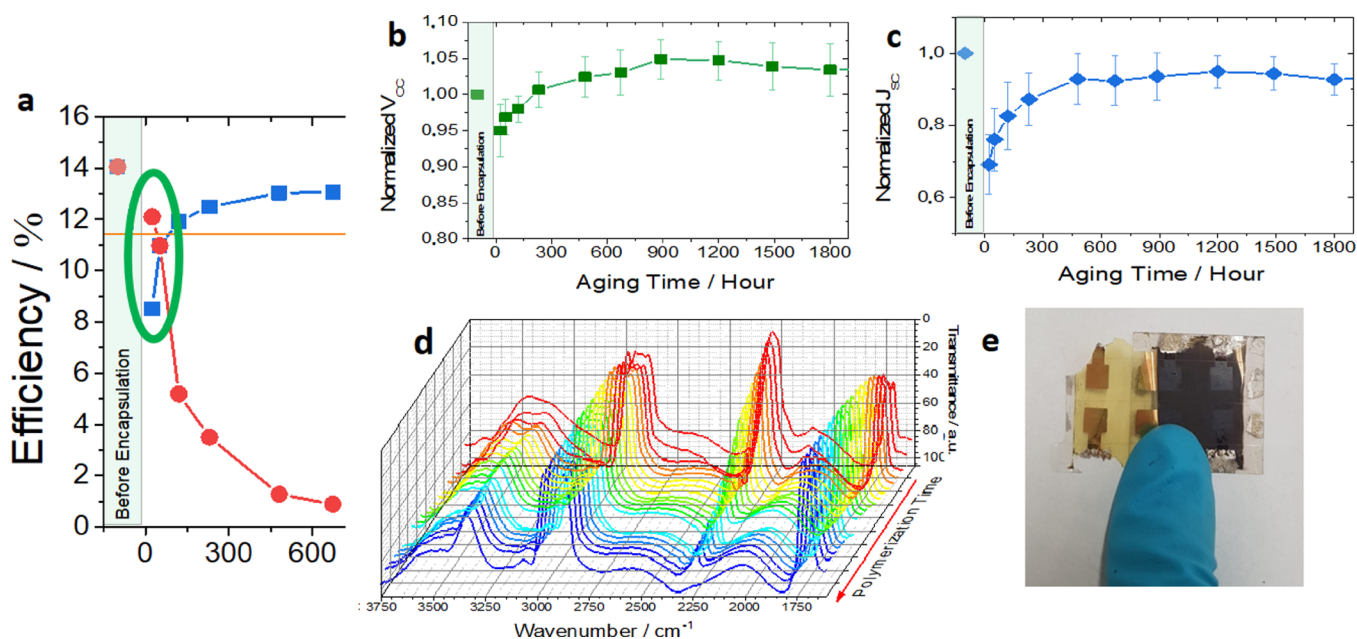 a
16
14
12
10
8
6
4
2
0
Efficiency / %
Before Encapsulation
0 300 600
b
1,00
1,05
1,00
0,95
0,90
0,85
0,80
Normalized V_OC
Before Encapsulation
0 300 600 900 1200 1500 1800
Aging Time / Hour
c
1,0
0,8
0,6
Normalized J_SC
Before Encapsulation
0 300 600 900 1200 1500 1800
Aging Time / Hour
d
0
20
40
60
80
100
Transmittance / au.
Polymerization Time
3750 3500 3250 3000 2750 2500 2250 2000 1750
Wavenumber / cm⁻¹
e